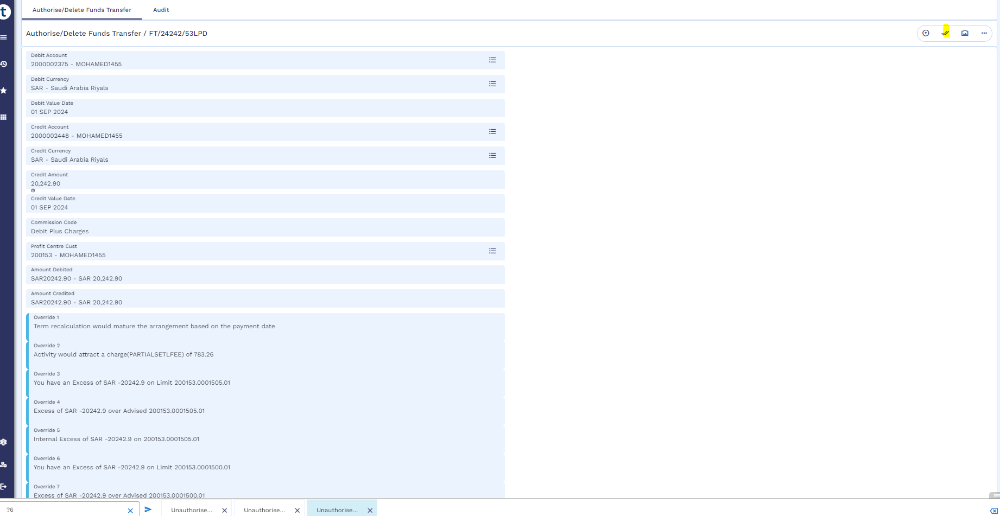 t
Authorise/Delete Funds Transfer
Audit
Authorise/Delete Funds Transfer / FT/24242/53LPD
Debit Account
2000002375 - MOHAMED1455
Debit Currency
SAR - Saudi Arabia Riyals
Debit Value Date
01 SEP 2024
Credit Account
2000002448 - MOHAMED1455
Credit Currency
SAR - Saudi Arabia Riyals
Credit Amount
20,242.90
Credit Value Date
01 SEP 2024
Commission Code
Debit Plus Charges
Profit Centre Cust
200153 - MOHAMED1455
Amount Debited
SAR20242.90 - SAR 20,242.90
Amount Credited
SAR20242.90 - SAR 20,242.90
Override 1
Term recalculation would mature the arrangement based on the payment date
Override 2
Activity would attract a charge(PARTIALSETLFEE) of 783.26
Override 3
You have an Excess of SAR -20242.9 on Limit 200153.0001505.01
Override 4
Excess of SAR -20242.9 over Advised 200153.0001505.01
Override 5
Internal Excess of SAR -20242.9 on 200153.0001505.01
Override 6
You have an Excess of SAR -20242.9 on Limit 200153.0001500.01
Override 7
Excess of SAR -20242.9 over Advised 200153.0001500.01
?6
Unauthorise...
Unauthorise...
Unauthorise...